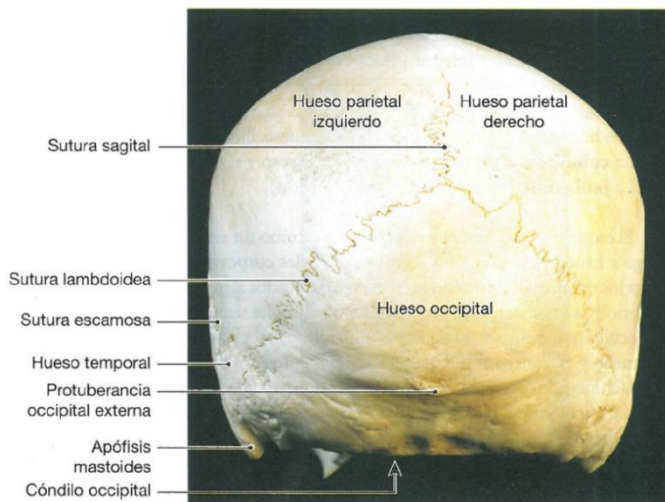 Hueso parietal
izquierdo
Hueso parietal
derecho
Sutura sagital
Sutura lambdoidea
Hueso occipital
Sutura escamosa
Hueso temporal
Protuberancia
occipital externa
Apófisis
mastoides
Cóndilo occipital